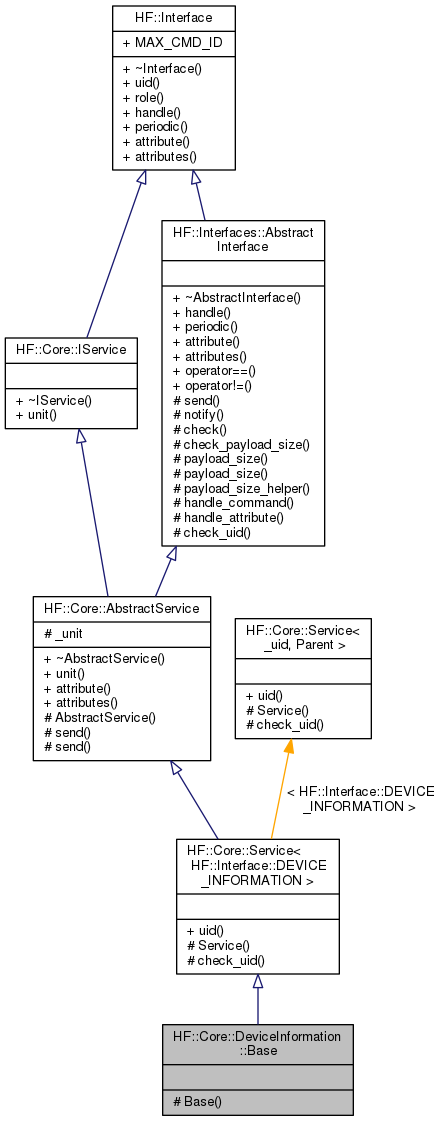 HF::Interface
+ MAX_CMD_ID
+ ~Interface()
+ uid()
+ role()
+ handle()
+ periodic()
+ attribute()
+ attributes()
HF::Interfaces::Abstract
Interface
+ ~AbstractInterface()
+ handle()
+ periodic()
+ attribute()
+ attributes()
+ operator==()
+ operator!=()
# send()
# notify()
# check()
# check_payload_size()
# payload_size()
# payload_size()
# payload_size_helper()
# handle_command()
# handle_attribute()
# check_uid()
HF::Core::IService
+ ~IService()
+ unit()
HF::Core::AbstractService
# _unit
+ ~AbstractService()
+ unit()
+ attribute()
+ attributes()
# AbstractService()
# send()
# send()
HF::Core::Service<
_uid, Parent >
+ uid()
# Service()
# check_uid()
< HF::Interface::DEVICE
_INFORMATION >
HF::Core::Service<
HF::Interface::DEVICE
_INFORMATION >
+ uid()
# Service()
# check_uid()
HF::Core::DeviceInformation
::Base
# Base()